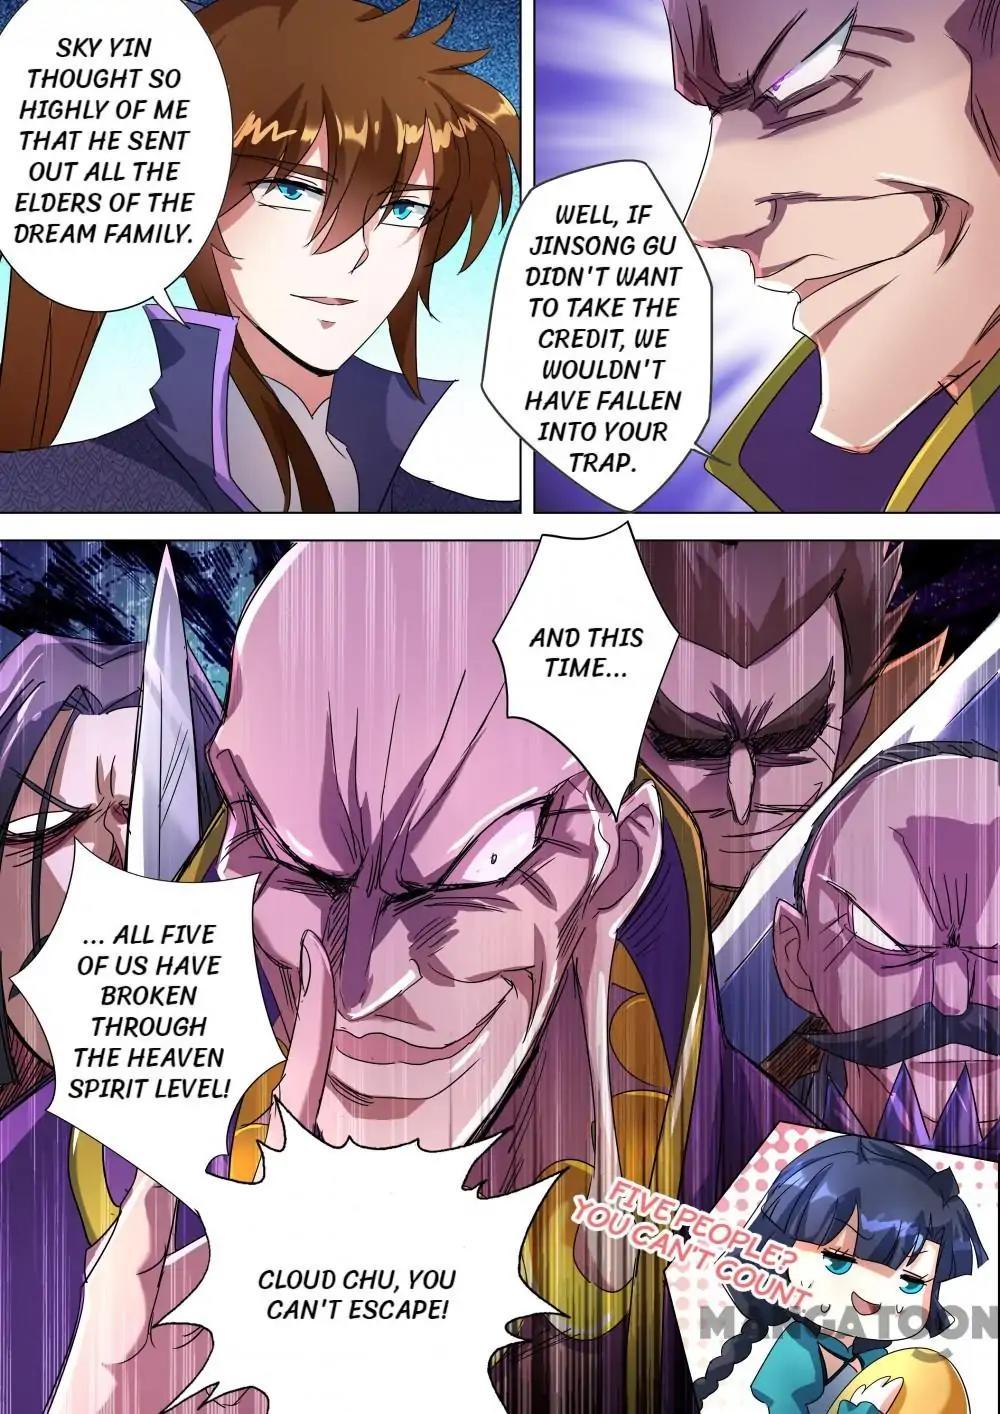 SKY YIN
THOUGHT SO
HIGHLY OF ME
THAT HE SENT
OUT ALL THE
ELDERS OF THE
DREAM FAMILY.
WELL, IF
JINSONG GU
DIDN'T WANT
TO TAKE THE
CREDIT, WE
WOULDN'T
HAVE FALLEN
INTO YOUR
TRAP.
AND THIS
TIME...
... ALL FIVE
OF US HAVE
BROKEN
THROUGH
THE HEAVEN
SPIRIT LEVEL!
CLOUD CHU, YOU
CAN'T ESCAPE!
FIVE PEOPLE?
YOU CAN'T COUNT
MANGATOON